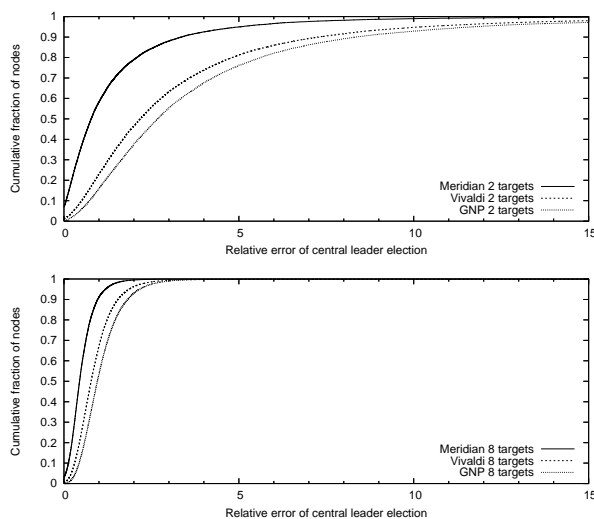 Cumulative fraction of nodes
1
0.9
0.8
0.7
0.6
0.5
0.4
0.3
0.2
0.1
0
Meridian 2 targets
Vivaldi 2 targets
GNP 2 targets
0 5 10 15
Relative error of central leader election
Cumulative fraction of nodes
1
0.9
0.8
0.7
0.6
0.5
0.4
0.3
0.2
0.1
0
Meridian 8 targets
Vivaldi 8 targets
GNP 8 targets
0 5 10 15
Relative error of central leader election